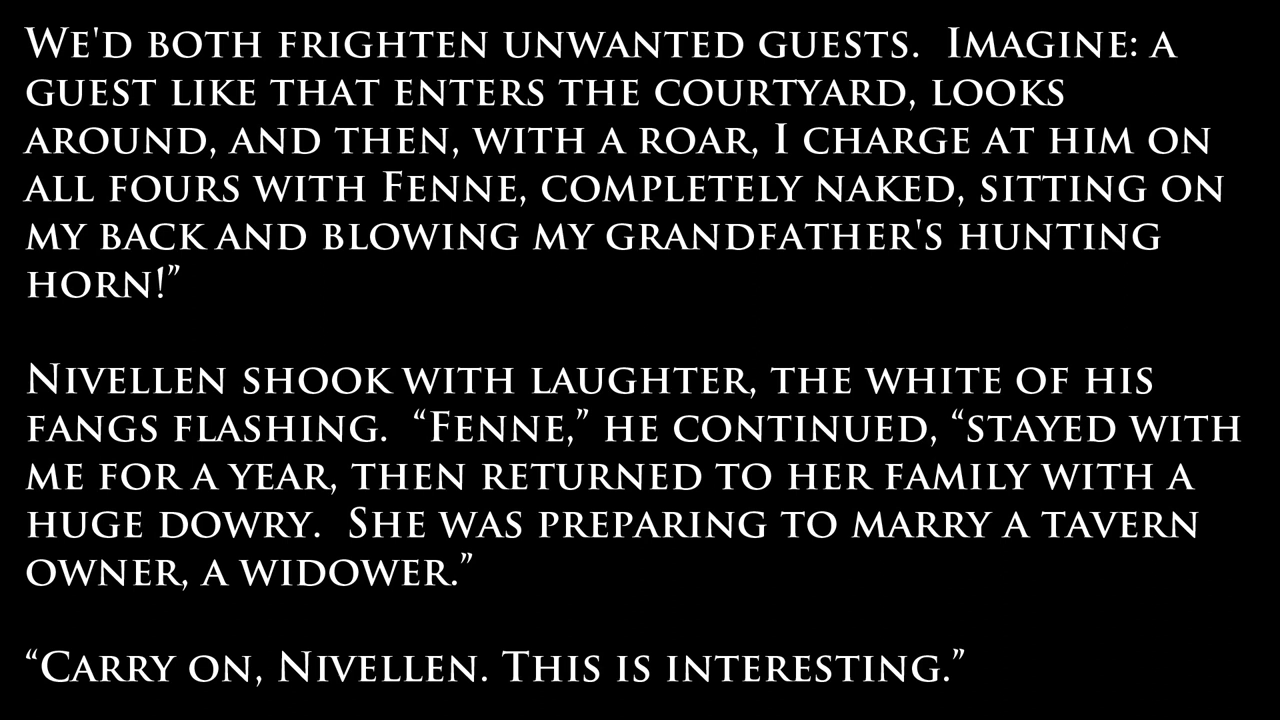 We'd both frighten unwanted guests.  Imagine: a
guest like that enters the courtyard, looks
around, and then, with a roar, I charge at him on
all fours with Fenne, completely naked, sitting on
my back and blowing my grandfather's hunting
horn!”
Nivellen shook with laughter, the white of his
fangs flashing.  “Fenne,” he continued, “stayed with
me for a year, then returned to her family with a
huge dowry.  She was preparing to marry a tavern
owner, a widower.”
“Carry on, Nivellen. This is interesting.”